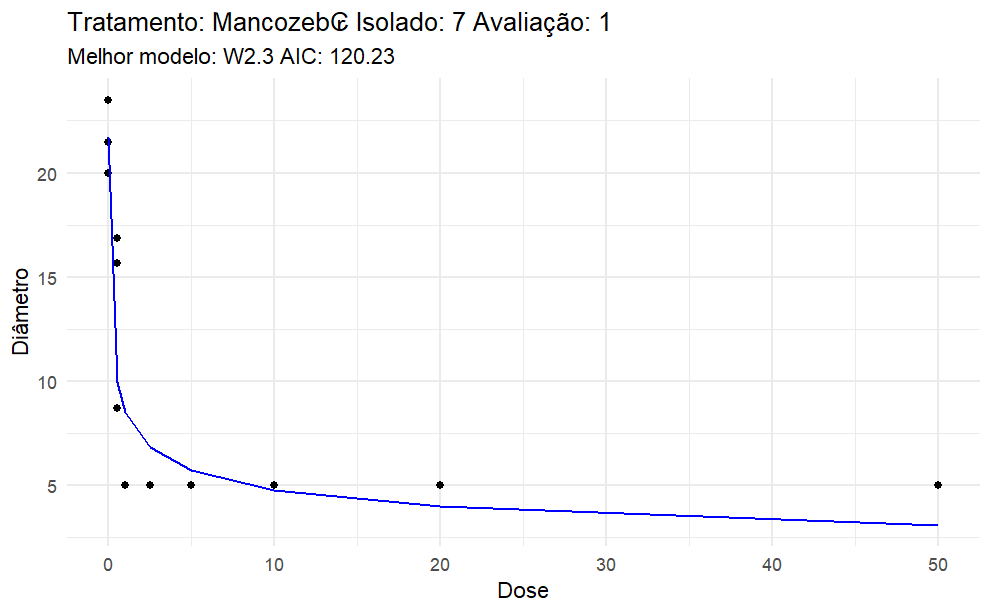 Tratamento: Mancozeb₢ Isolado: 7 Avaliação: 1
Melhor modelo: W2.3 AIC: 120.23
Diâmetro
20
15
10
5
0 10 20 30 40 50
Dose